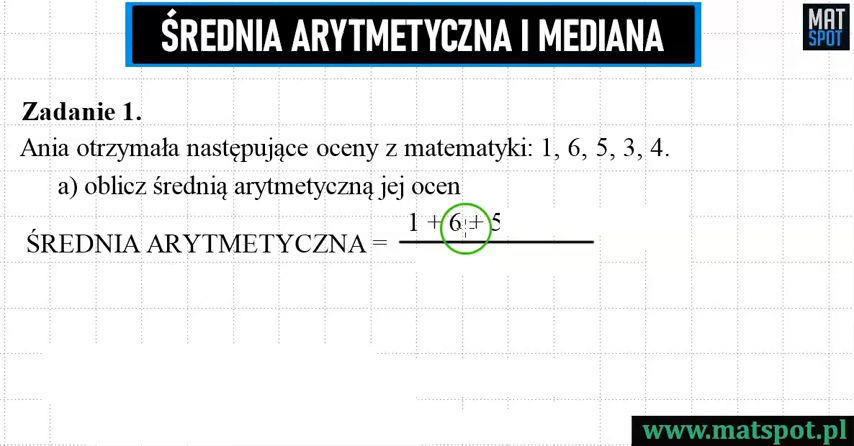 ŚREDNIA ARYTMETYCZNA I MEDIANA
MAT
SPOT
Zadanie 1.
Ania otrzymała następujące oceny z matematyki: 1, 6, 5, 3, 4.
a) oblicz średnią arytmetyczną jej ocen
1 + 6 + 5
ŚREDNIA ARYTMETYCZNA =
www.matspot.pl